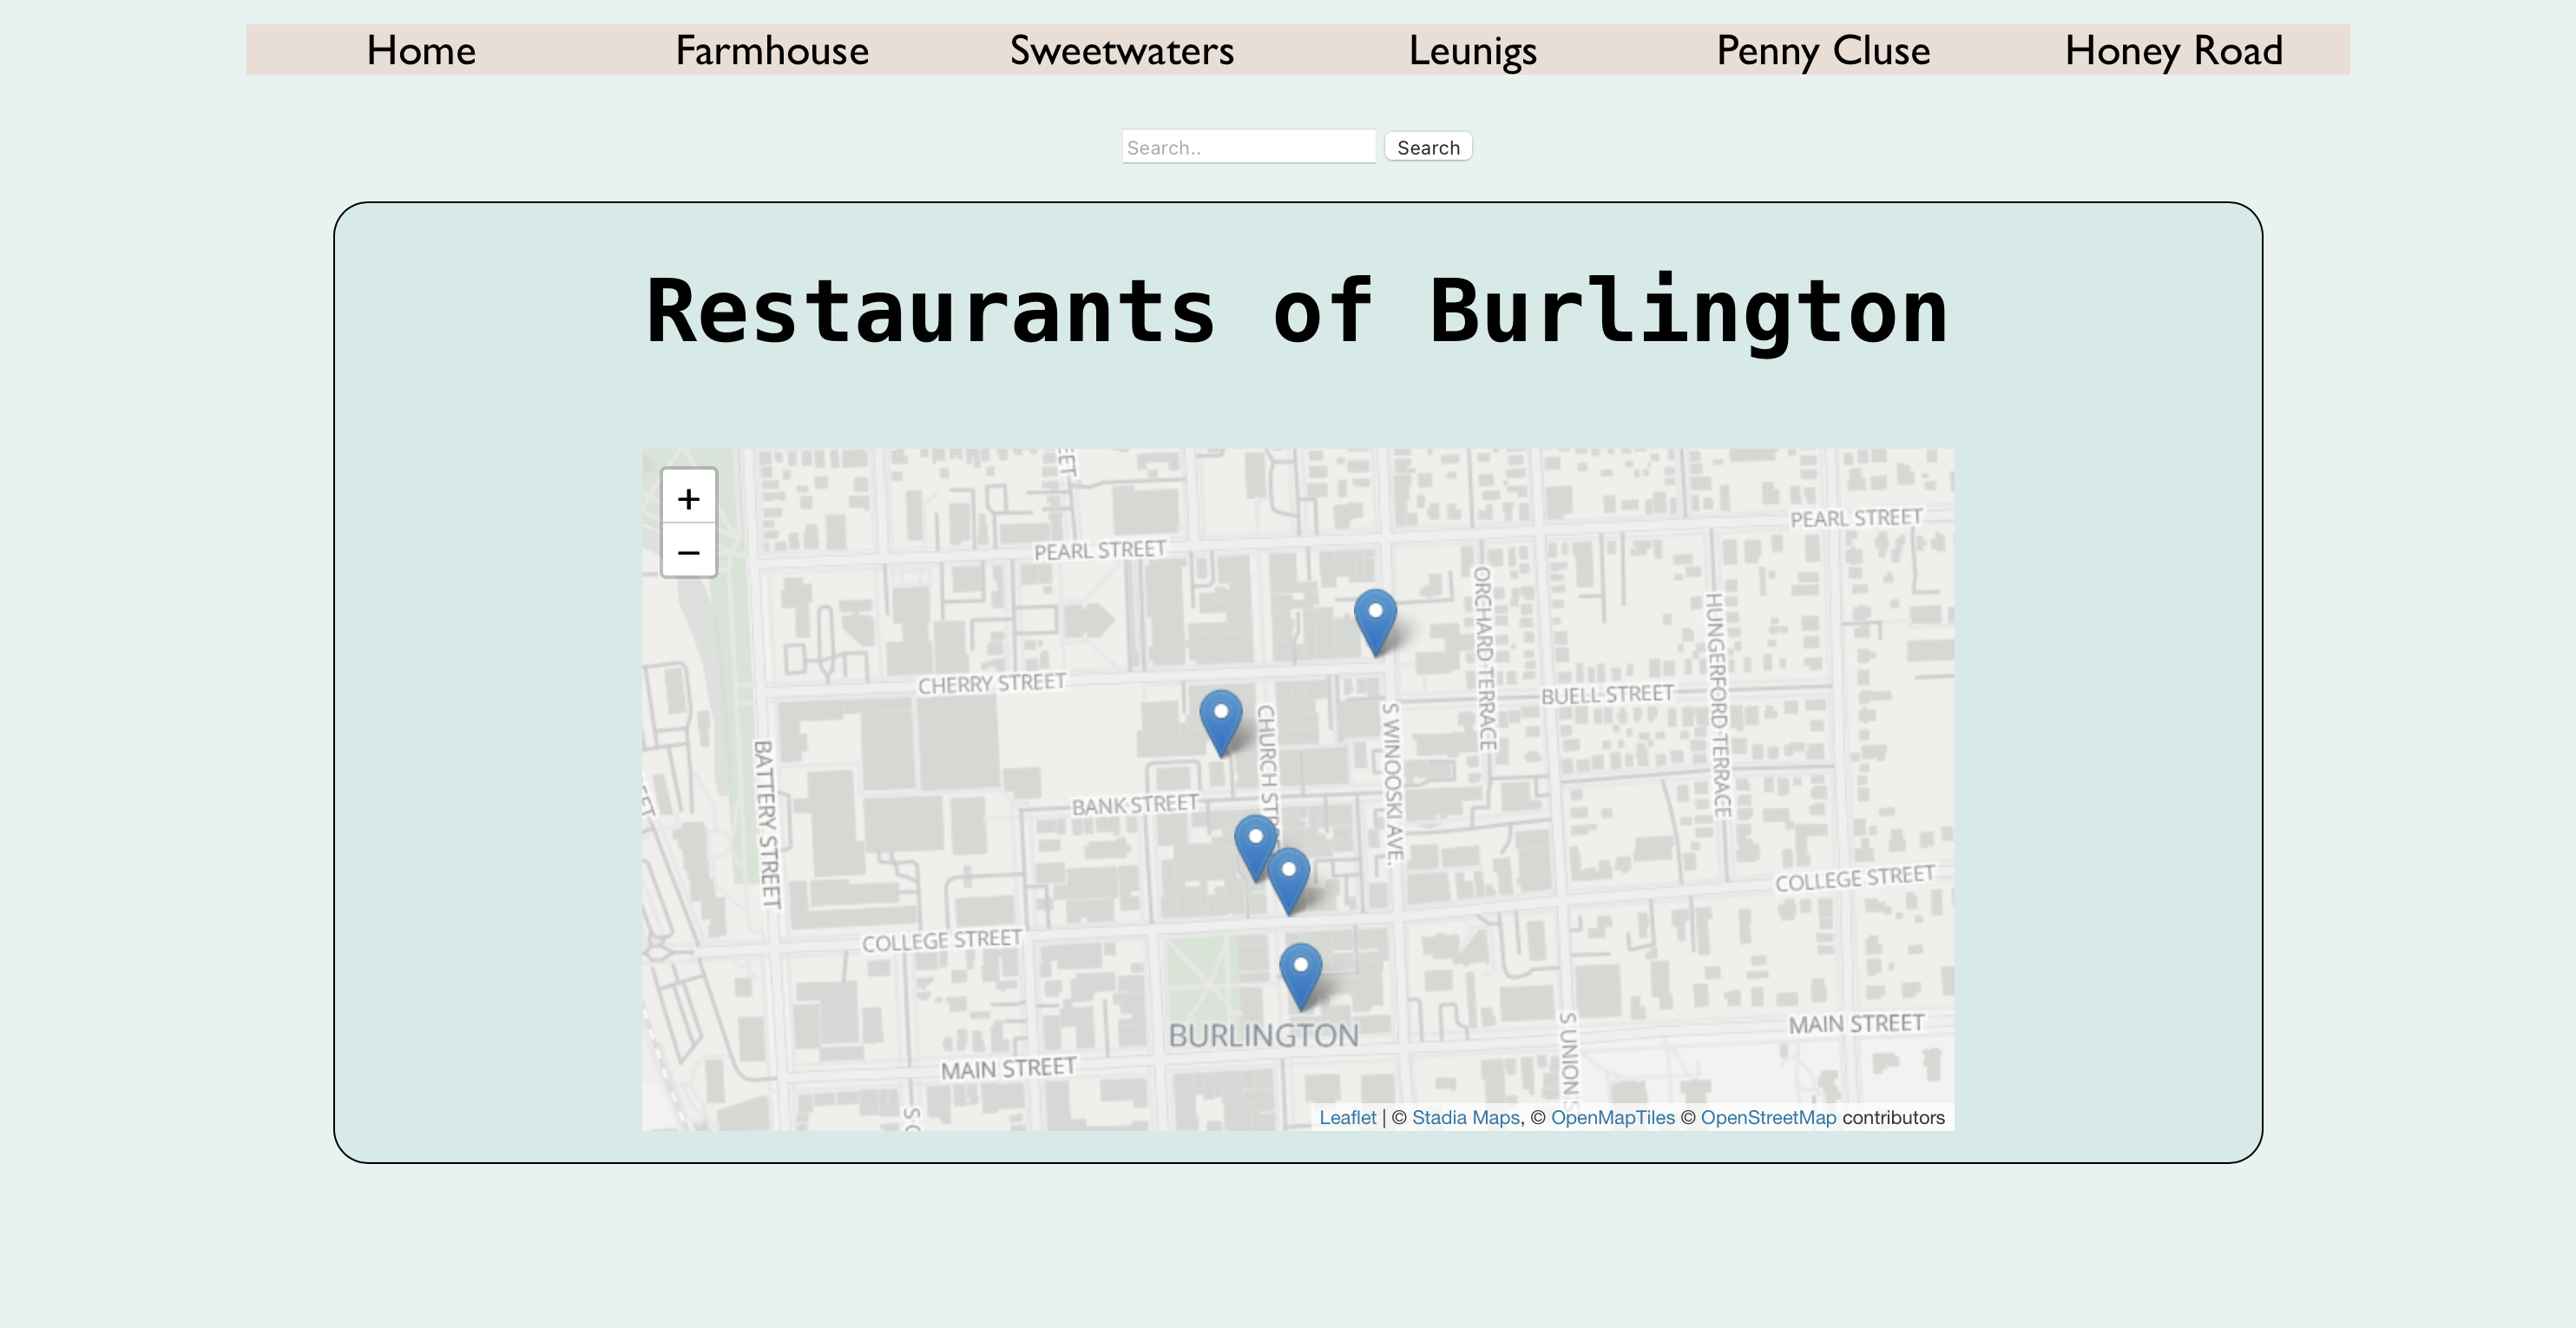 Home Farmhouse Sweetwaters Leunigs Penny Cluse Honey Road
Search.. Search
Restaurants of Burlington
+
−
PEARL STREET
PEARL STREET
ORCHARD TERRACE
HUNGERFORD TERRACE
CHERRY STREET
BUELL STREET
CHURCH STR
S WINOOSKI AVE.
BATTERY STREET
BANK STREET
COLLEGE STREET
COLLEGE STREET
BURLINGTON
MAIN STREET
MAIN STREET
S UNION S
Leaflet | © Stadia Maps, © OpenMapTiles © OpenStreetMap contributors